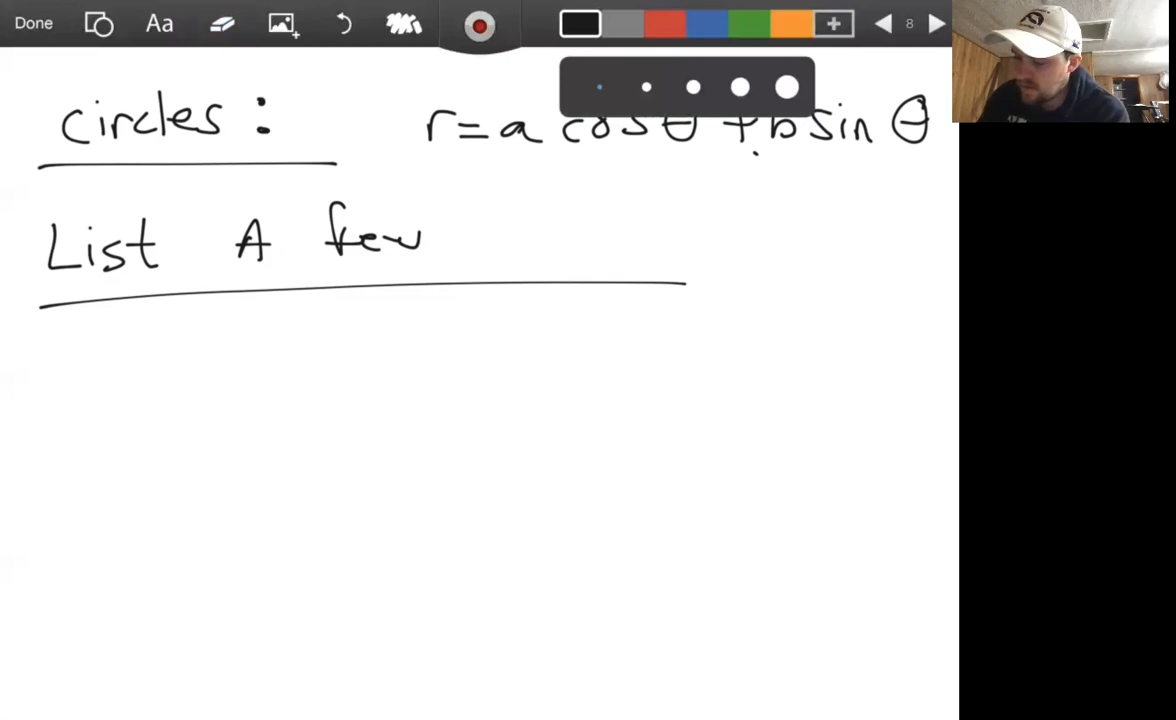 Done Aa 8
circles: r = a cos θ + b sin θ
List A few